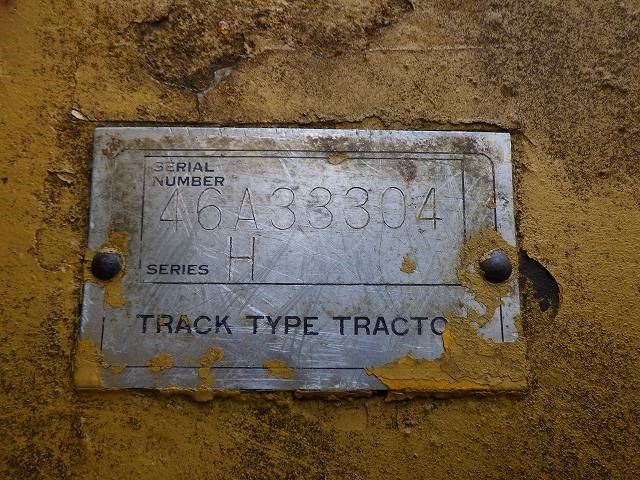 SERIAL
NUMBER
46A33304
SERIES H
TRACK TYPE TRACTO